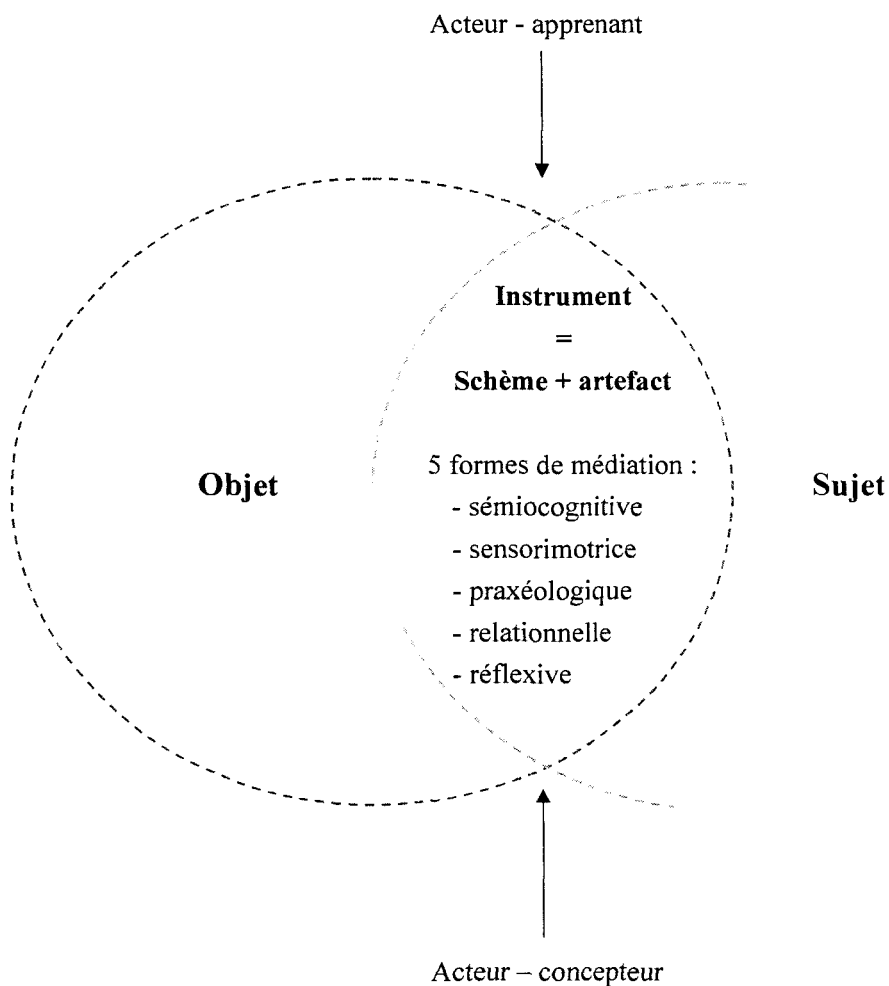 Acteur - apprenant
Instrument
=
Schème + artefact
5 formes de médiation :
Objet
Sujet
- sémiocognitive
- sensorimotrice
- praxéologique
- relationnelle
- réflexive
Acteur – concepteur